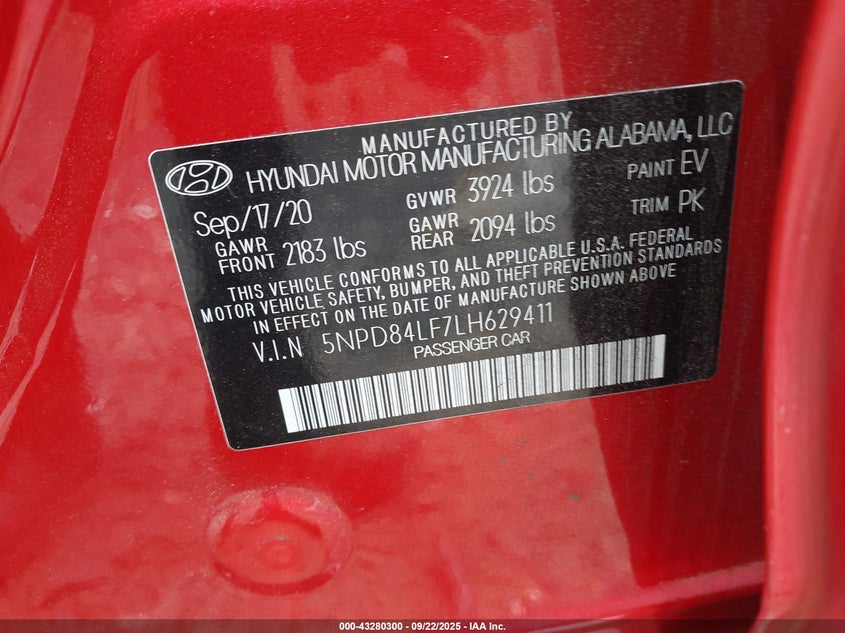 MANUFACTURED BY
HYUNDAI MOTOR MANUFACTURING ALABAMA, LLC
Sep/17/20 GVWR 3924 lbs PAINT EV
GAWR FRONT 2183 lbs GAWR REAR 2094 lbs TRIM PK
THIS VEHICLE CONFORMS TO ALL APPLICABLE U.S.A. FEDERAL
MOTOR VEHICLE SAFETY, BUMPER, AND THEFT PREVENTION STANDARDS
IN EFFECT ON THE DATE OF MANUFACTURE SHOWN ABOVE
V.I.N 5NPD84LF7LH629411
PASSENGER CAR
000-43280300 - 09/22/2025 - IAA Inc.